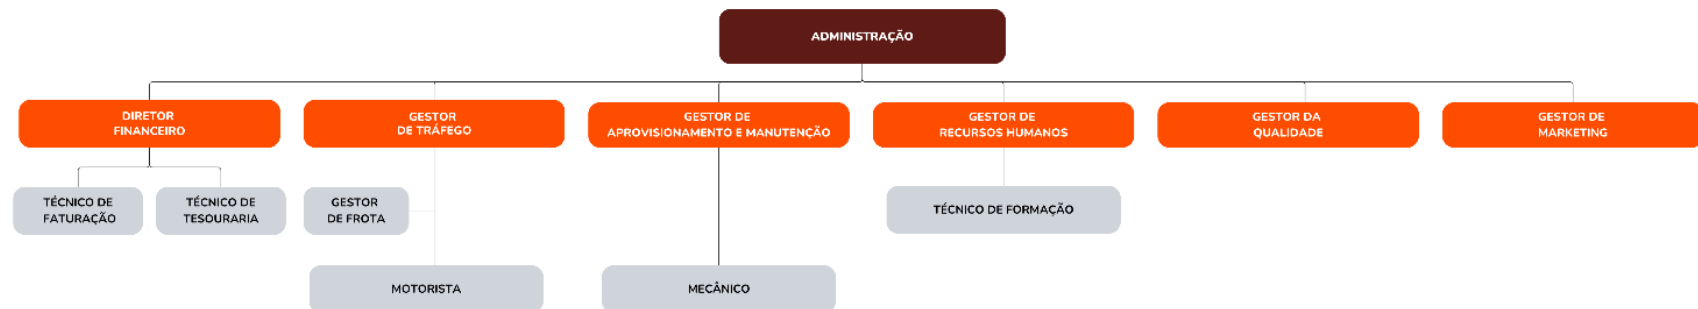 ADMINISTRAÇÃO
DIRETOR
FINANCEIRO
GESTOR
DE TRÁFEGO
GESTOR DE
APROVISIONAMENTO E MANUTENÇÃO
GESTOR DE
RECURSOS HUMANOS
GESTOR DA
QUALIDADE
GESTOR DE
MARKETING
TÉCNICO DE
FATURAÇÃO
TÉCNICO DE
TESOURARIA
GESTOR
DE FROTA
TÉCNICO DE FORMAÇÃO
MOTORISTA
MECÂNICO